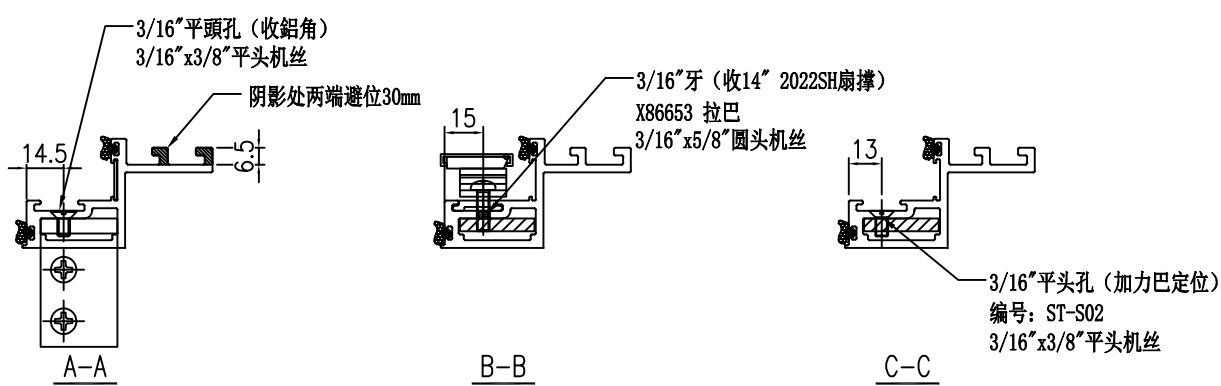 3/16"平頭孔（收鋁角）
3/16"x3/8"平头机丝
阴影处两端避位30mm
14.5
6.5
A-A
3/16"牙（收14" 2022SH扇撑）
X86653 拉巴
3/16"x5/8"圆头机丝
15
B-B
13
3/16"平头孔（加力巴定位）
编号：ST-S02
3/16"x3/8"平头机丝
C-C